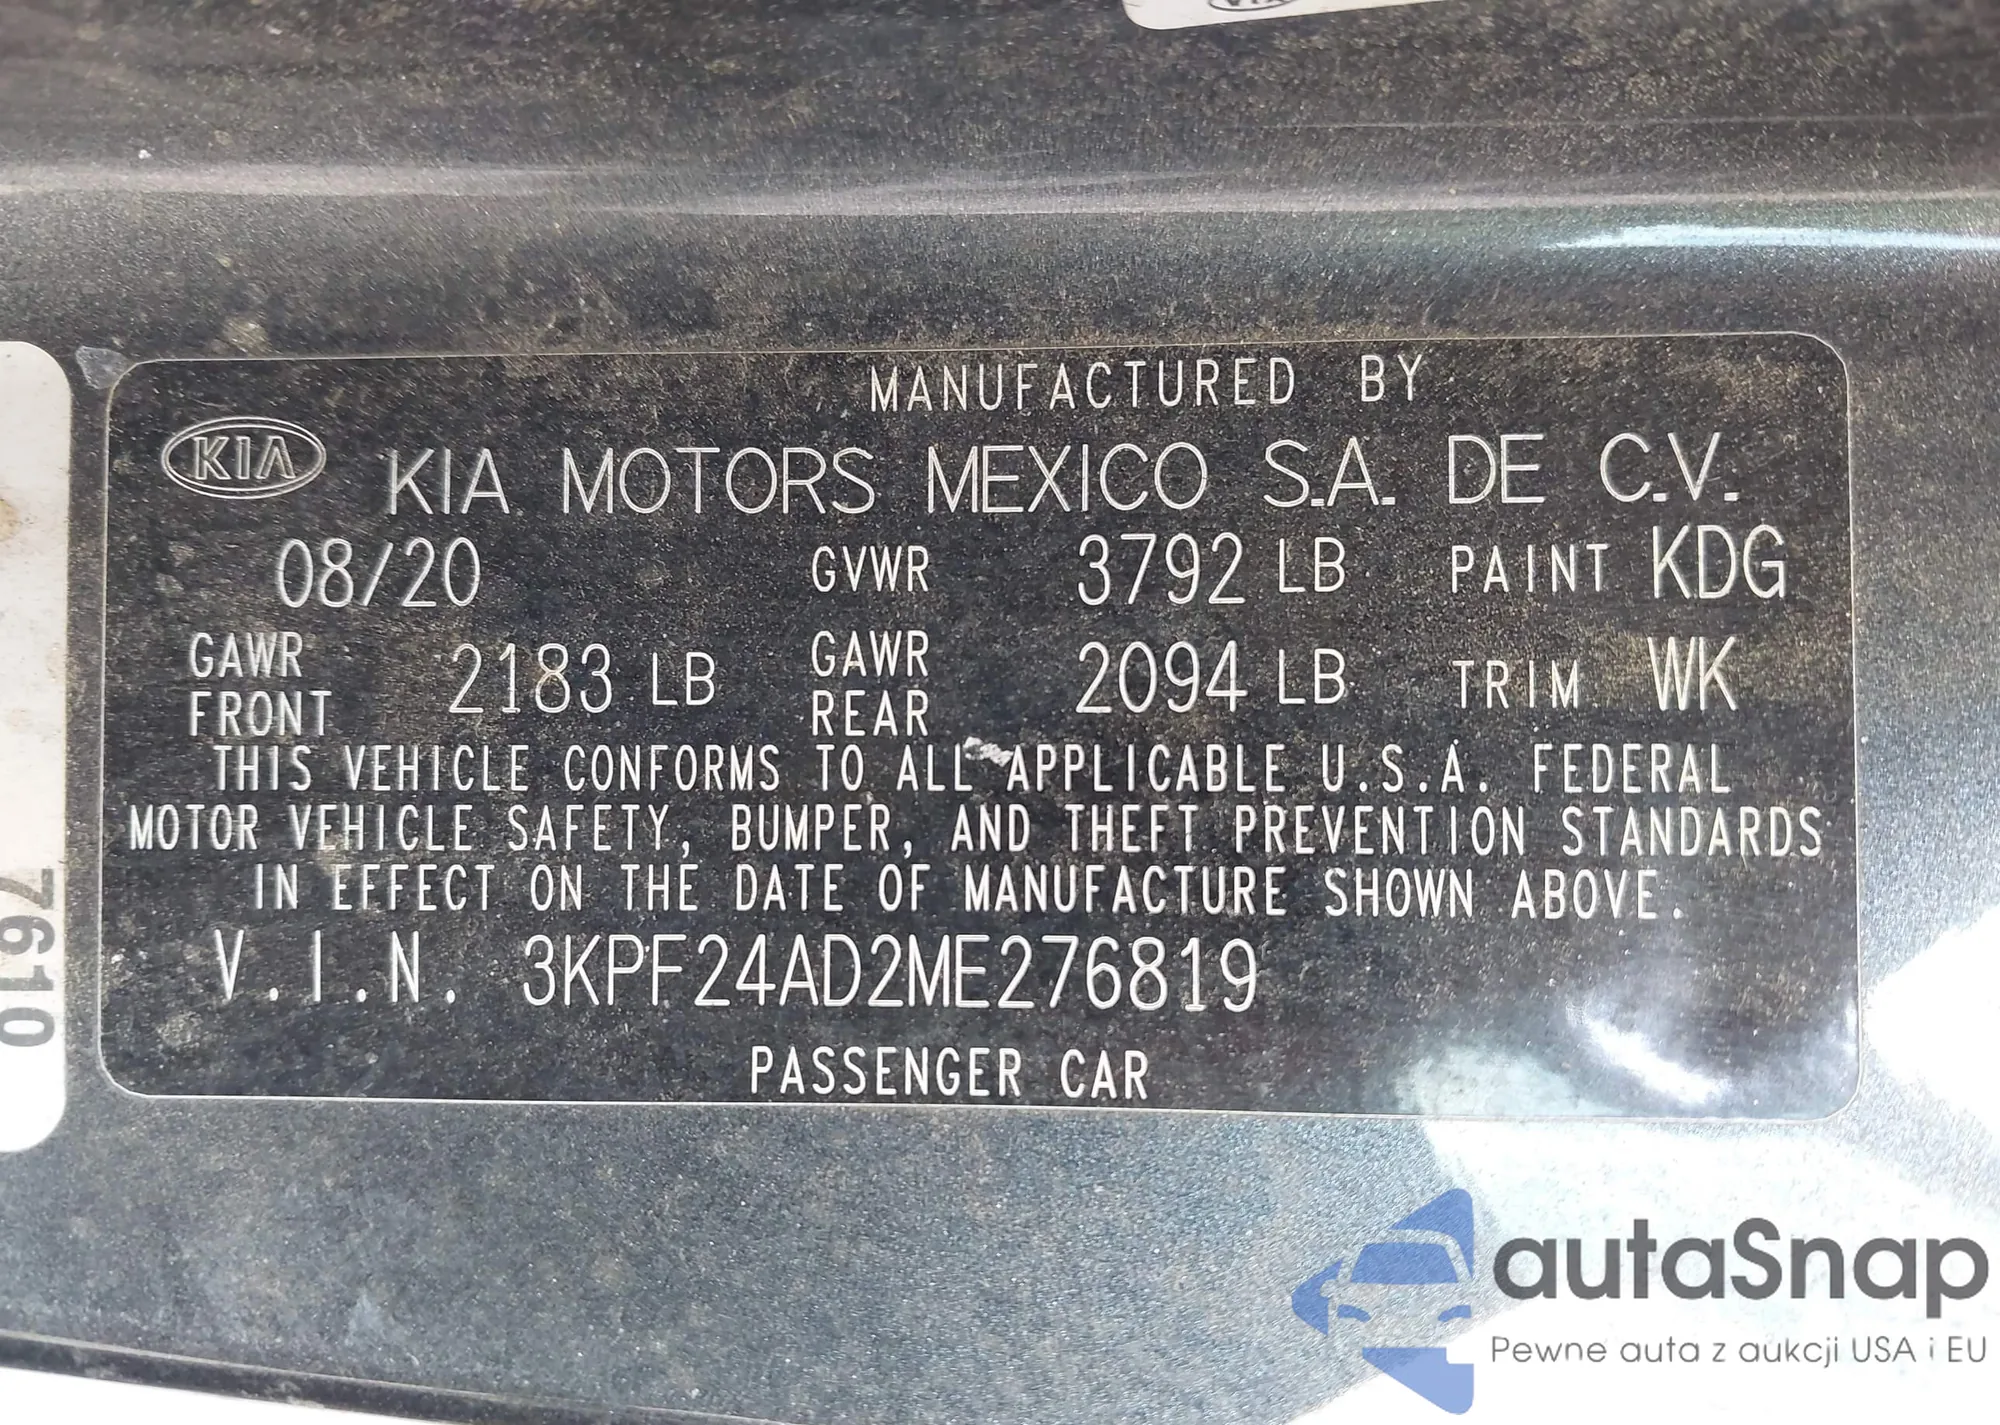 MANUFACTURED BY
KIA KIA MOTORS MEXICO S.A. DE C.V.
08/20 GVWR 3792 LB PAINT KDG
GAWR FRONT 2183 LB GAWR REAR 2094 LB TRIM WK
THIS VEHICLE CONFORMS TO ALL APPLICABLE U.S.A. FEDERAL
MOTOR VEHICLE SAFETY, BUMPER, AND THEFT PREVENTION STANDARDS
IN EFFECT ON THE DATE OF MANUFACTURE SHOWN ABOVE.
V.I.N. 3KPF24AD2ME276819
PASSENGER CAR
7610
autaSnap
Pewne auta z aukcji USA i EU